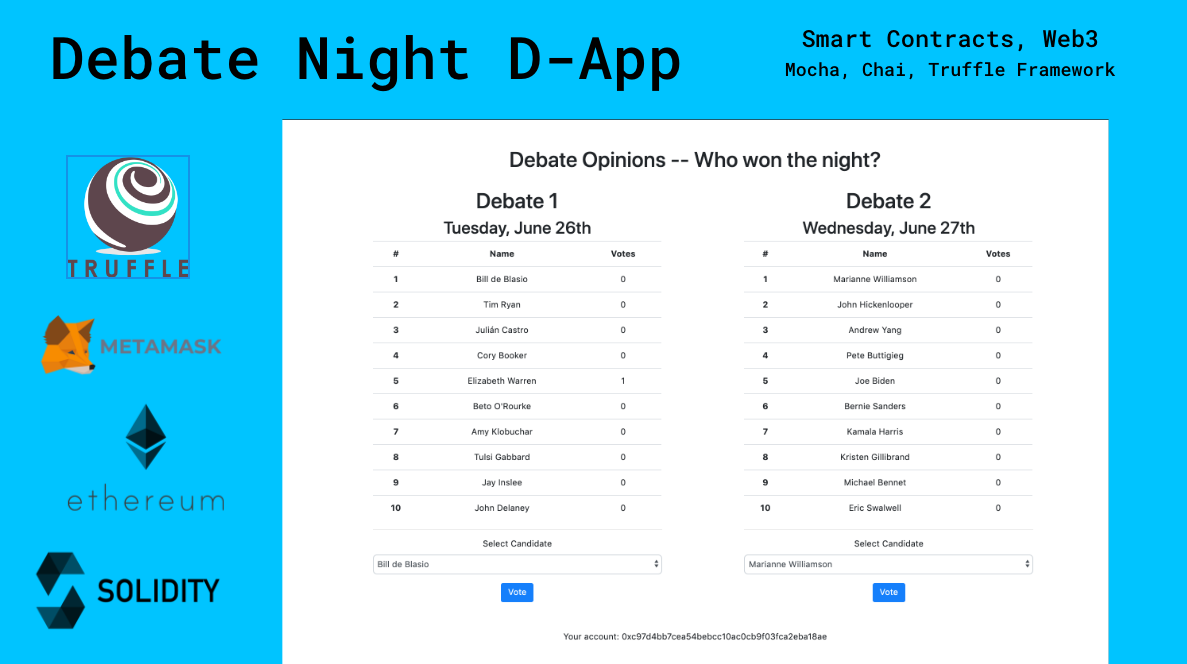 Debate Night D-App
Smart Contracts, Web3
Mocha, Chai, Truffle Framework
TRUFFLE
METAMASK
ethereum
SOLIDITY
Debate Opinions -- Who won the night?
Debate 1
Tuesday, June 26th
# Name Votes
1 Bill de Blasio 0
2 Tim Ryan 0
3 Julián Castro 0
4 Cory Booker 0
5 Elizabeth Warren 1
6 Beto O'Rourke 0
7 Amy Klobuchar 0
8 Tulsi Gabbard 0
9 Jay Inslee 0
10 John Delaney 0
Select Candidate
Bill de Blasio
Vote
Debate 2
Wednesday, June 27th
# Name Votes
1 Marianne Williamson 0
2 John Hickenlooper 0
3 Andrew Yang 0
4 Pete Buttigieg 0
5 Joe Biden 0
6 Bernie Sanders 0
7 Kamala Harris 0
8 Kristen Gillibrand 0
9 Michael Bennet 0
10 Eric Swalwell 0
Select Candidate
Marianne Williamson
Vote
Your account: 0xc97d4bb7cea54bebcc10ac0cb9f03fca2eba18ae